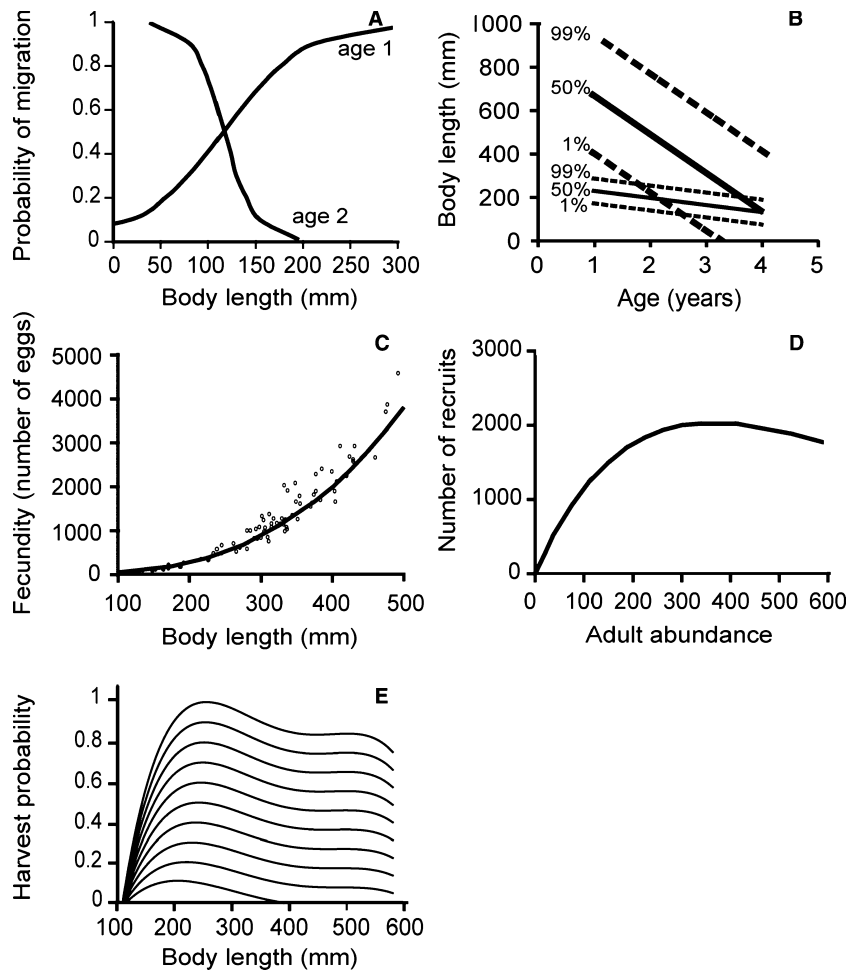 A
Probability of migration
1
0.8
0.6
0.4
0.2
0
age 1
age 2
0 50 100 150 200 250 300
Body length (mm)
B
Body length (mm)
1000
800
600
400
200
0
99%
50%
1%
99%
50%
1%
0 1 2 3 4 5
Age (years)
C
Fecundity (number of eggs)
5000
4000
3000
2000
1000
0
100 200 300 400 500
Body length (mm)
D
Number of recruits
3000
2000
1000
0
0 100 200 300 400 500 600
Adult abundance
E
Harvest probability
1
0.8
0.6
0.4
0.2
0
100 200 300 400 500 600
Body length (mm)